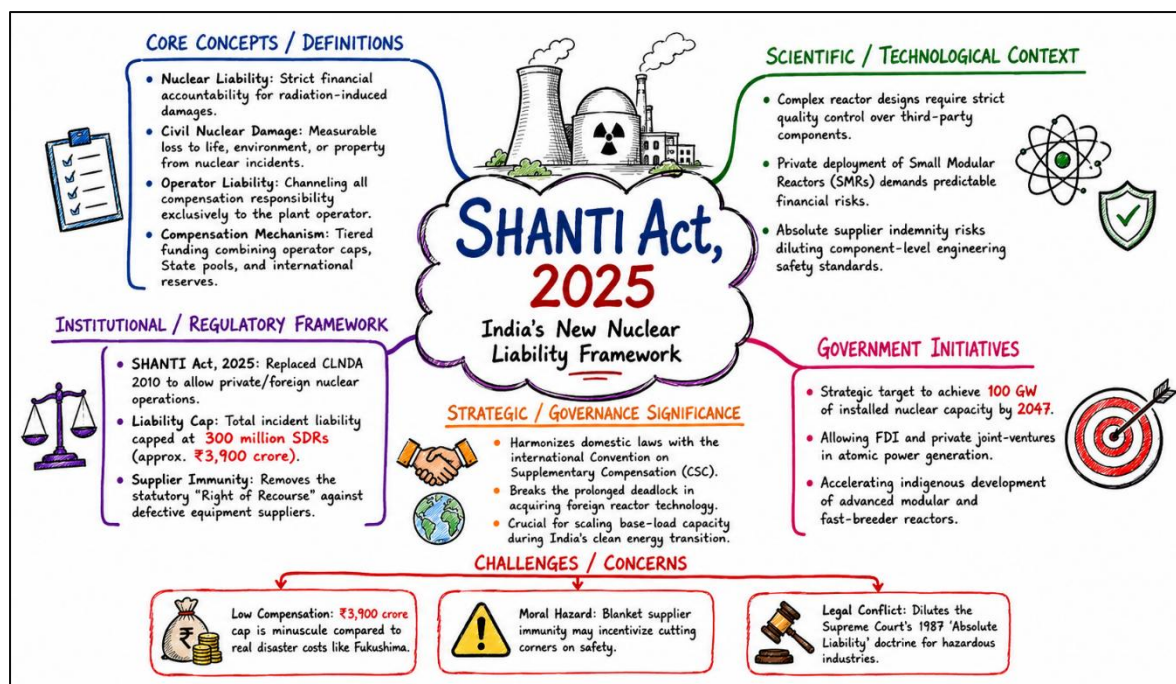 SHANTI Act,
2025
India's New Nuclear
Liability Framework
CORE CONCEPTS / DEFINITIONS
• Nuclear Liability: Strict financial
accountability for radiation-induced
damages.
• Civil Nuclear Damage: Measurable
loss to life, environment, or property
from nuclear incidents.
• Operator Liability: Channeling all
compensation responsibility
exclusively to the plant operator.
• Compensation Mechanism: Tiered
funding combining operator caps,
State pools, and international
reserves.
SCIENTIFIC / TECHNOLOGICAL CONTEXT
• Complex reactor designs require strict
quality control over third-party
components.
• Private deployment of Small Modular
Reactors (SMRs) demands predictable
financial risks.
• Absolute supplier indemnity risks
diluting component-level engineering
safety standards.
INSTITUTIONAL / REGULATORY FRAMEWORK
• SHANTI Act, 2025: Replaced CLNDA
2010 to allow private/foreign nuclear
operations.
• Liability Cap: Total incident liability
capped at 300 million SDRs
(approx. ₹3,900 crore).
• Supplier Immunity: Removes the
statutory "Right of Recourse" against
defective equipment suppliers.
STRATEGIC / GOVERNANCE SIGNIFICANCE
• Harmonizes domestic laws with the
international Convention on
Supplementary Compensation (CSC).
• Breaks the prolonged deadlock in
acquiring foreign reactor technology.
• Crucial for scaling base-load capacity
during India's clean energy transition.
GOVERNMENT INITIATIVES
• Strategic target to achieve 100 GW
of installed nuclear capacity by 2047.
• Allowing FDI and private joint-ventures
in atomic power generation.
• Accelerating indigenous development
of advanced modular and
fast-breeder reactors.
CHALLENGES / CONCERNS
₹
Low Compensation: ₹3,900 crore
cap is minuscule compared to
real disaster costs like Fukushima.
Moral Hazard: Blanket supplier
immunity may incentivize cutting
corners on safety.
Legal Conflict: Dilutes the
Supreme Court's 1987 'Absolute
Liability' doctrine for hazardous
industries.